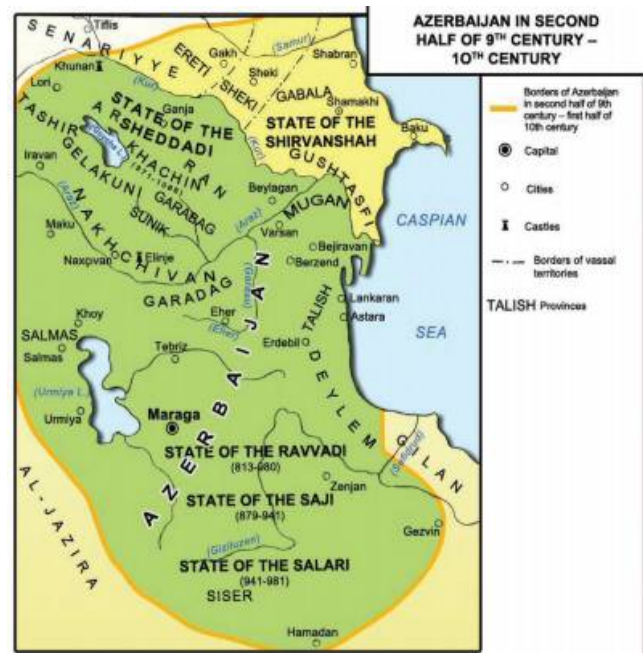 AZERBAIJAN IN SECOND
HALF OF 9TH CENTURY –
10TH CENTURY
Borders of Azerbaijan
in second half of 9th
century – first half of
10th century
Capital
Cities
Castles
Borders of vassal
territories
TALISH Provinces
Tiflis
SENARIYYE
Khunan
Lori
(Kur)
ERETI
Gakh
Sheki
SHEKI
(Samur)
Shabran
GABALA
Shamakhi
STATE OF THE
SHIRVANSHAH
Baku
(Kur)
GUSHTASFI
STATE OF THE
SHEDDADI
ARRAN
Ganja
KHACHIN
TASHIR
GELAKUNI
GARABAG
SUNIK
Iravan
(Araz)
Beylagan
(Araz)
MUGAN
Varsan
CASPIAN
SEA
Maku
NAKHCHIVAN
Naxçıvan
Elinje
GARADAG
Bejiravan
Berzend
Lankaran
Astara
TALISH
Khoy
SALMAS
Salmas
Eher
(Eher)
Erdebil
Tebriz
DEYLEM
(Urmiya L.)
Urmiya
Maraga
AZERBAIJAN
GILAN
STATE OF THE RAVVADI
(813-980)
Zenjan
STATE OF THE SAJI
(879-941)
Gezvin
AL-JAZIRA
STATE OF THE SALARI
(941-981)
SISER
Hamadan